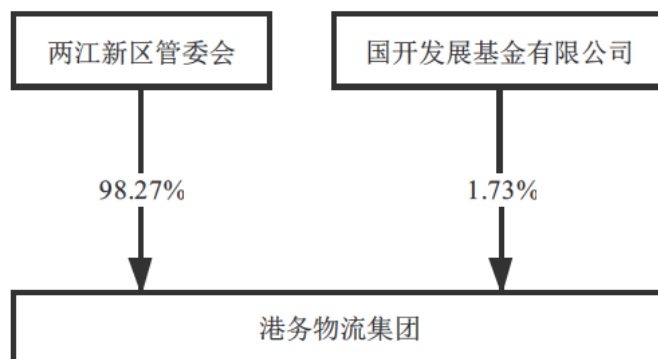 两江新区管委会
国开发展基金有限公司
98.27%
1.73%
港务物流集团